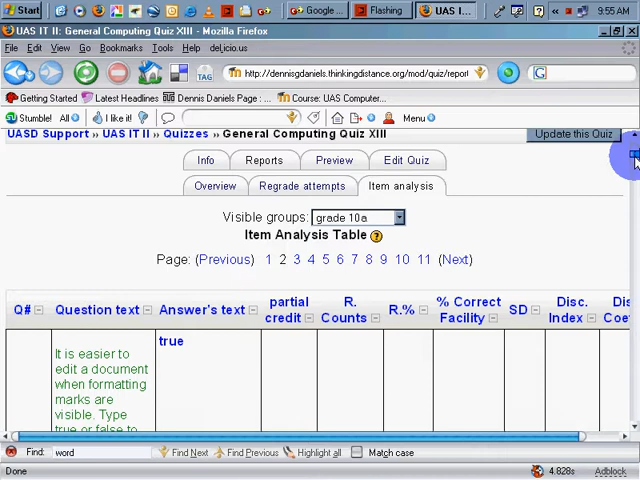 Start
Google ...
Flashing
UAS IT ...
9:55 AM
UAS IT II: General Computing Quiz XIII - Mozilla Firefox
File Edit View Go Bookmarks Tools Help del.icio.us
TAG
http://dennisgdaniels.thinkingdistance.org/mod/quiz/report
Getting Started Latest Headlines Dennis Daniels Page : ... Course: UAS Computer...
Stumble! All I like it! Menu
UASD Support » UAS IT II » Quizzes » General Computing Quiz XIII Update this Quiz
Info Reports Preview Edit Quiz
Overview Regrade attempts Item analysis
Visible groups: grade 10a
Item Analysis Table ?
Page: (Previous) 1 2 3 4 5 6 7 8 9 10 11 (Next)
Q# Question text Answer's text partial credit R. Counts R.% % Correct Facility SD Disc. Index Dis Coef
true
It is easier to
edit a document
when formatting
marks are
visible. Type
true or false to
Find: word Find Next Find Previous Highlight all Match case
Done 4.828s Adblock